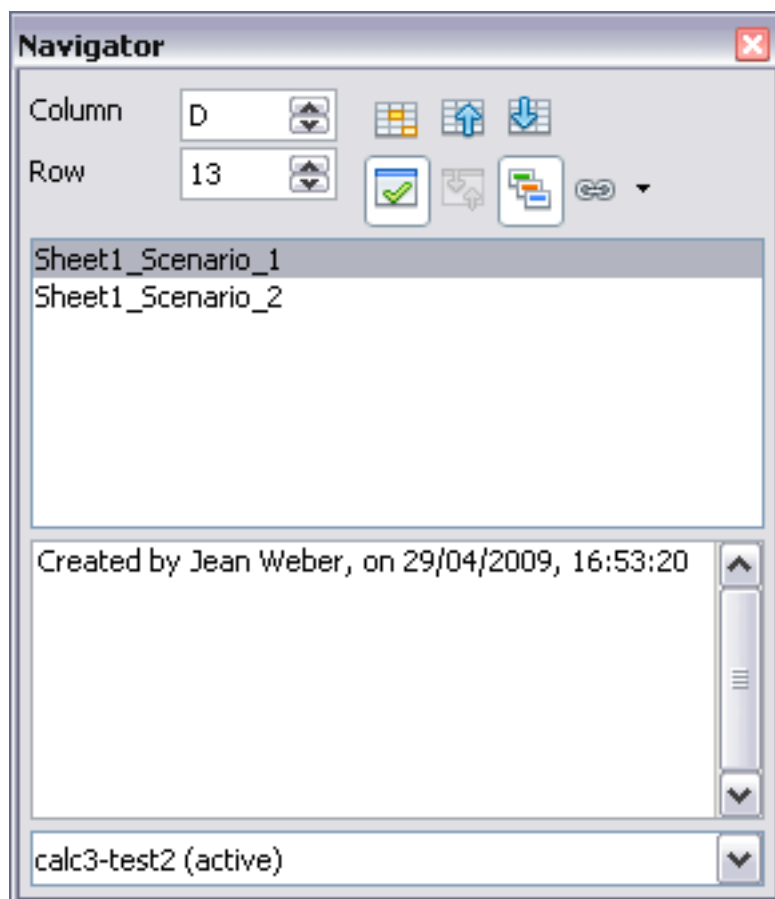 Navigator
Column D
Row 13
Sheet1_Scenario_1
Sheet1_Scenario_2
Created by Jean Weber, on 29/04/2009, 16:53:20
calc3-test2 (active)